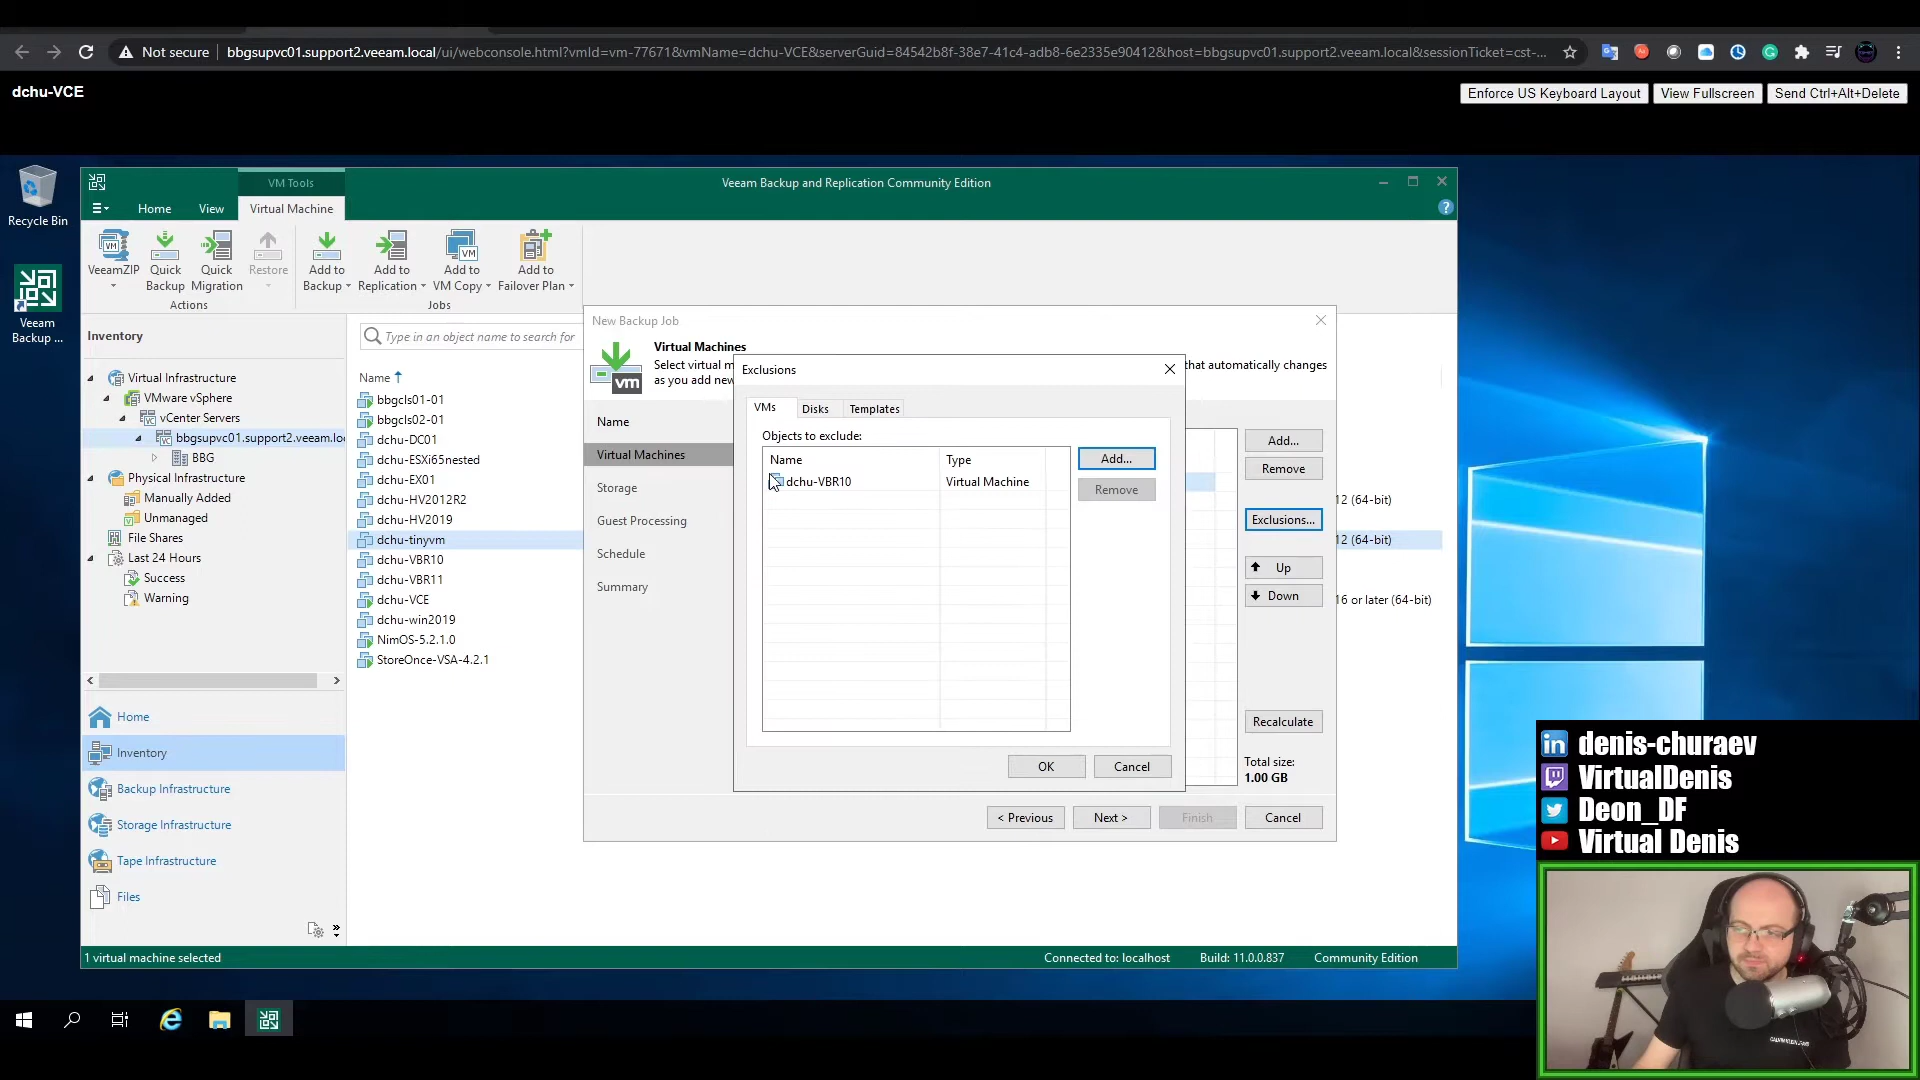 Not secure
bbgsupvc01.support2.veeam.local/ui/webconsole.html?vmId=vm-77671&vmName=dchu-VCE&serverGuid=84542b8f-38e7-41c4-adb8-6e2335e90412&host=bbgsupvc01.support2.veeam.local&sessionTicket=cst-...
dchu-VCE
Enforce US Keyboard Layout
View Fullscreen
Send Ctrl+Alt+Delete
Recycle Bin
Veeam
Backup ...
VM Tools
Veeam Backup and Replication Community Edition
Home
View
Virtual Machine
VeeamZIP
Quick
Backup
Quick
Migration
Restore
Actions
Add to
Backup
Add to
Replication
Add to
VM Copy
Add to
Failover Plan
Jobs
Inventory
Virtual Infrastructure
VMware vSphere
vCenter Servers
bbgsupvc01.support2.veeam.lo
BBG
Physical Infrastructure
Manually Added
Unmanaged
File Shares
Last 24 Hours
Success
Warning
Home
Inventory
Backup Infrastructure
Storage Infrastructure
Tape Infrastructure
Files
Type in an object name to search for
Name
bbgcls01-01
bbgcls02-01
dchu-DC01
dchu-ESXi65nested
dchu-EX01
dchu-HV2012R2
dchu-HV2019
dchu-tinyvm
dchu-VBR10
dchu-VBR11
dchu-VCE
dchu-win2019
NimOS-5.2.1.0
StoreOnce-VSA-4.2.1
12 (64-bit)
12 (64-bit)
16 or later (64-bit)
New Backup Job
Virtual Machines
Select virtual m
that automatically changes
as you add new
vm
Name
Virtual Machines
Storage
Guest Processing
Schedule
Summary
Add...
Remove
Exclusions...
Up
Down
Recalculate
Total size:
1.00 GB
< Previous
Next >
Finish
Cancel
Exclusions
VMs
Disks
Templates
Objects to exclude:
Name
Type
dchu-VBR10
Virtual Machine
Add...
Remove
OK
Cancel
1 virtual machine selected
Connected to: localhost
Build: 11.0.0.837
Community Edition
denis-churaev
VirtualDenis
Deon_DF
Virtual Denis